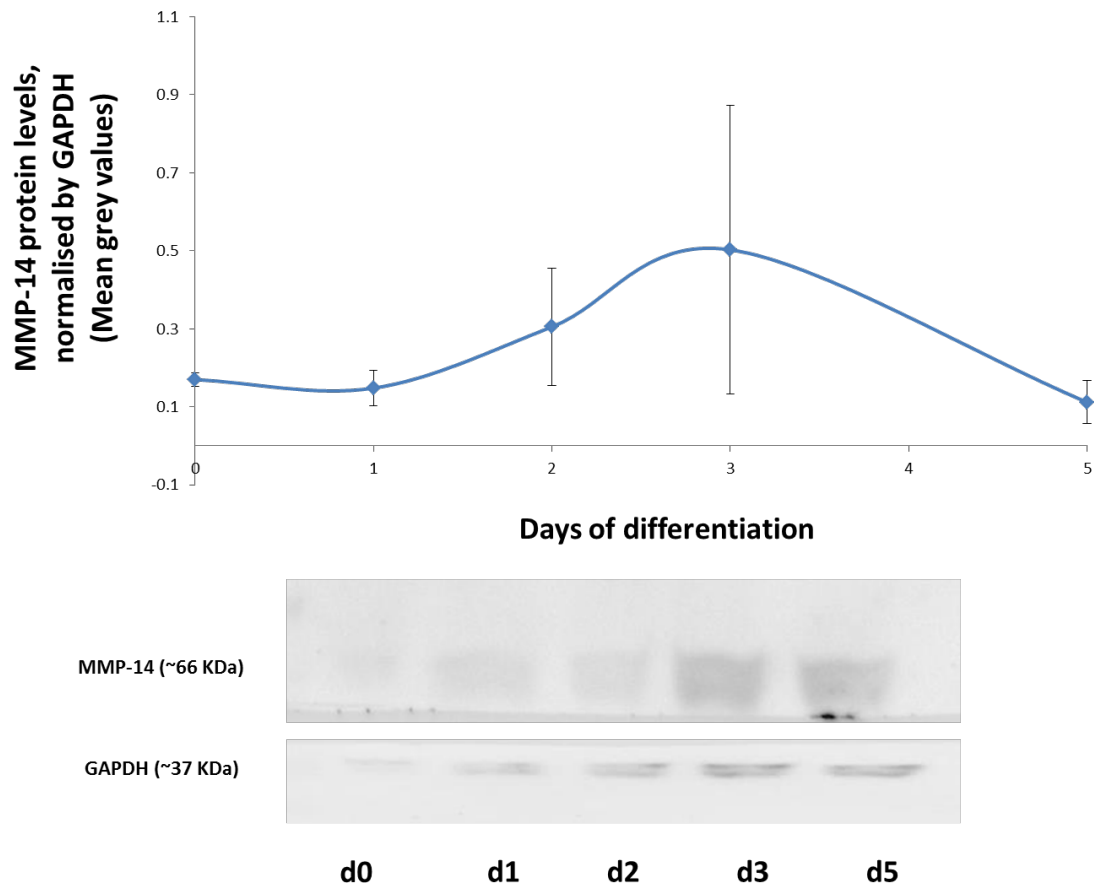 MMP-14 protein levels,
normalised by GAPDH
(Mean grey values)
1.1
0.9
0.7
0.5
0.3
0.1
-0.1
0 1 2 3 4 5
Days of differentiation
MMP-14 (~66 KDa)
GAPDH (~37 KDa)
d0 d1 d2 d3 d5